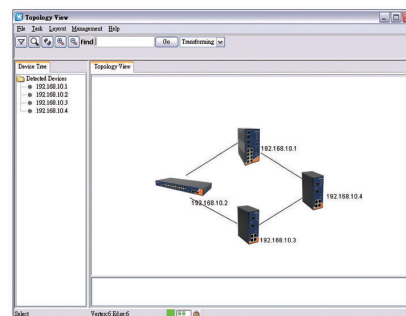 Topology View
File Task Layout Management Help
Find Go Transforming
Device Tree
Topology View
Detected Devices
192.168.10.1
192.168.10.2
192.168.10.3
192.168.10.4
192.168.10.1
192.168.10.2
192.168.10.4
192.168.10.3
Select Vertex:6 Edge:6